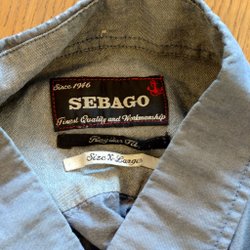 Since 1946
SEBAGO
Finest Quality and Workmanship
Regular Fit
Size X-Large